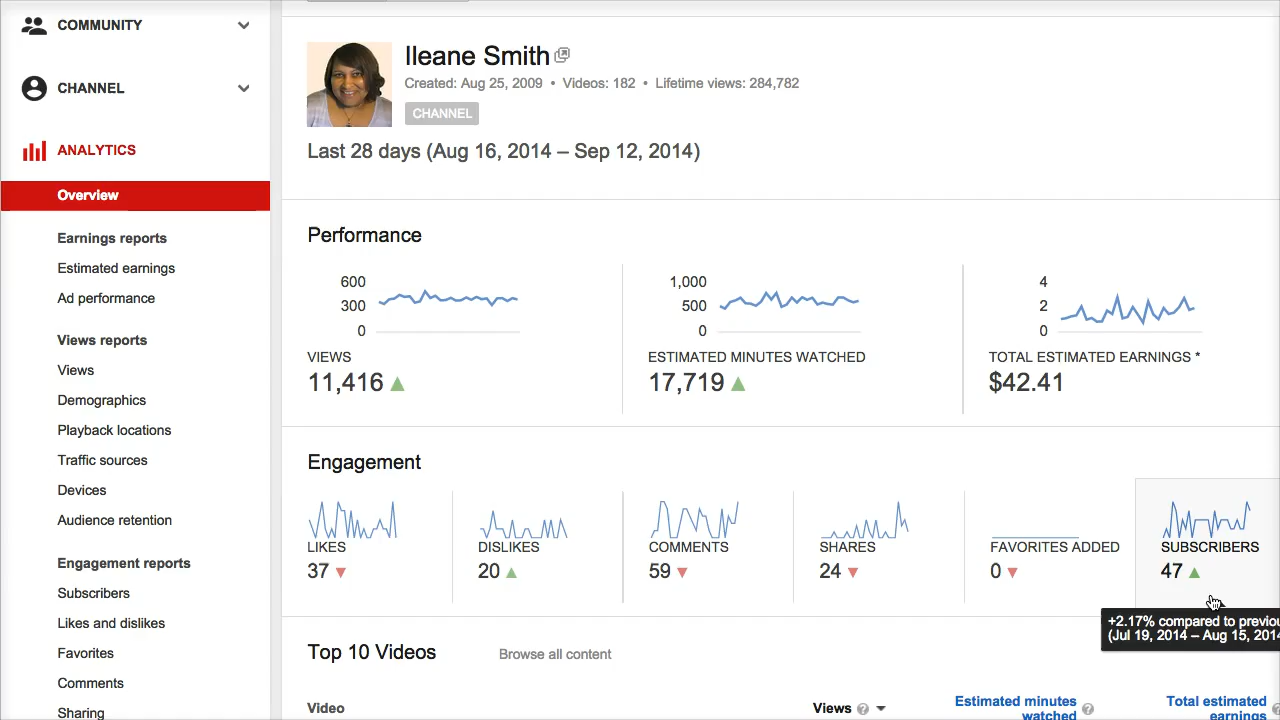 COMMUNITY
CHANNEL
ANALYTICS
Overview
Earnings reports
Estimated earnings
Ad performance
Views reports
Views
Demographics
Playback locations
Traffic sources
Devices
Audience retention
Engagement reports
Subscribers
Likes and dislikes
Favorites
Comments
Sharing
Ileane Smith
Created: Aug 25, 2009 • Videos: 182 • Lifetime views: 284,782
CHANNEL
Last 28 days (Aug 16, 2014 – Sep 12, 2014)
Performance
600
300
0
VIEWS
11,416
1,000
500
0
ESTIMATED MINUTES WATCHED
17,719
4
2
0
TOTAL ESTIMATED EARNINGS *
$42.41
Engagement
LIKES
37
DISLIKES
20
COMMENTS
59
SHARES
24
FAVORITES ADDED
0
SUBSCRIBERS
47
+2.17% compared to
(Jul 19, 2014 – Aug 15, 2014
Top 10 Videos Browse all content
Video Views ? Estimated minutes watched ? Total estimated earnings